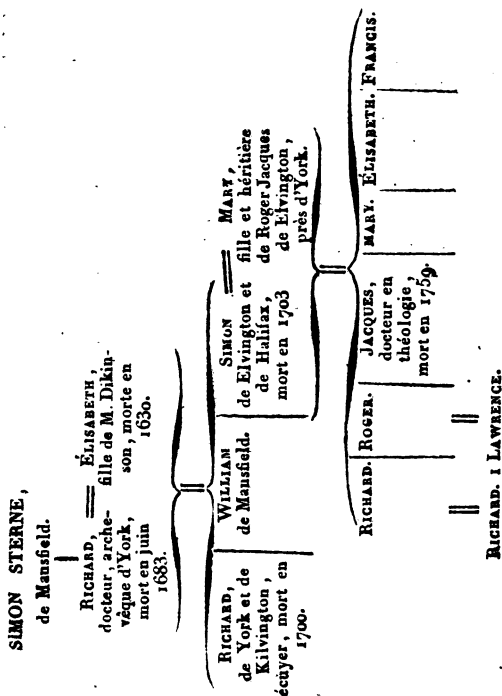 SIMON STERNE,
de Mansfield.
RICHARD,
docteur, arche-
vêque d'York,
mort en juin
1683.
ÉLISABETH,
fille de M. Dikin-
son, morte en
1630.
RICHARD,
de York et de
Kilvington,
écuyer, mort en
1700.
WILLIAM
de Mansfield.
SIMON
de Elvington et
de Halifax,
mort en 1703
MARY,
fille et héritière
de Roger Jacques
de Elvington,
près d'York.
RICHARD.
ROGER.
JACQUES,
docteur en
théologie,
mort en 1759.
MARY.
ÉLISABETH.
FRANCIS.
RICHARD. 1 LAWRENCE.